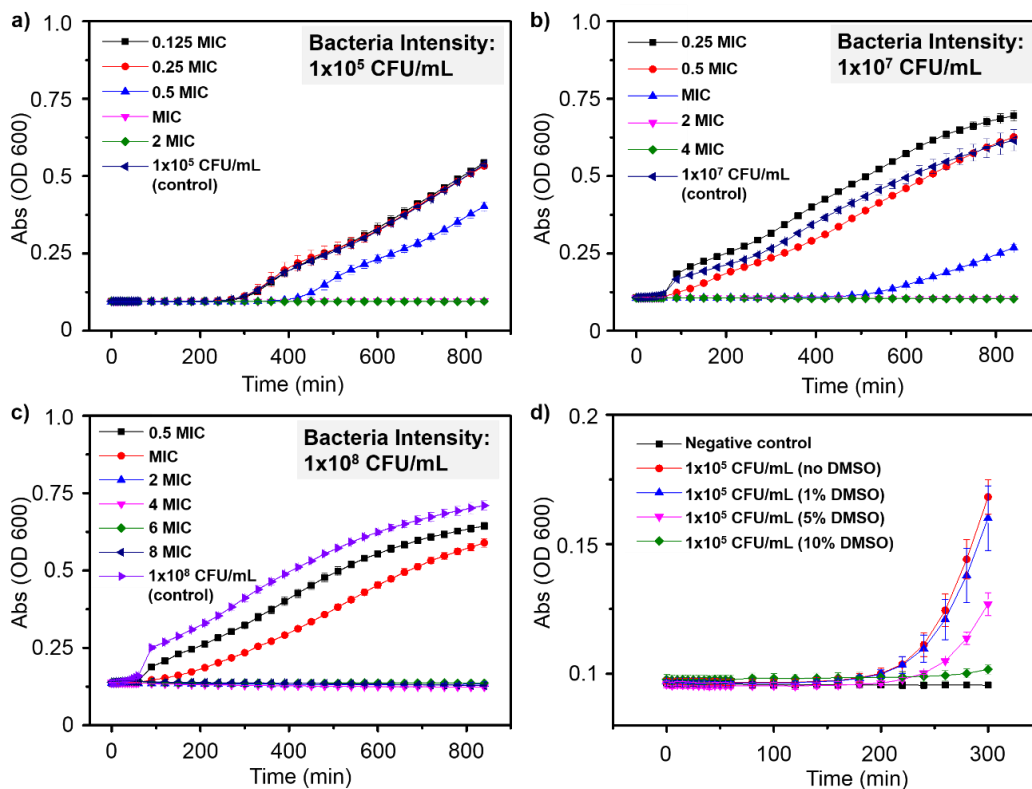 a)
1.0
0.75
0.5
0.25
0
Abs (OD 600)
0.125 MIC
0.25 MIC
0.5 MIC
MIC
2 MIC
1x10⁵ CFU/mL
(control)
Bacteria Intensity:
1x10⁵ CFU/mL
0 200 400 600 800
Time (min)
b)
1.0
0.75
0.5
0.25
0
Abs (OD 600)
0.25 MIC
0.5 MIC
MIC
2 MIC
4 MIC
1x10⁷ CFU/mL
(control)
Bacteria Intensity:
1x10⁷ CFU/mL
0 200 400 600 800
Time (min)
c)
1.0
0.75
0.5
0.25
0
Abs (OD 600)
0.5 MIC
MIC
2 MIC
4 MIC
6 MIC
8 MIC
1x10⁸ CFU/mL
(control)
Bacteria Intensity:
1x10⁸ CFU/mL
0 200 400 600 800
Time (min)
d)
0.2
0.15
0.1
Abs (OD 600)
Negative control
1x10⁵ CFU/mL (no DMSO)
1x10⁵ CFU/mL (1% DMSO)
1x10⁵ CFU/mL (5% DMSO)
1x10⁵ CFU/mL (10% DMSO)
0 100 200 300
Time (min)